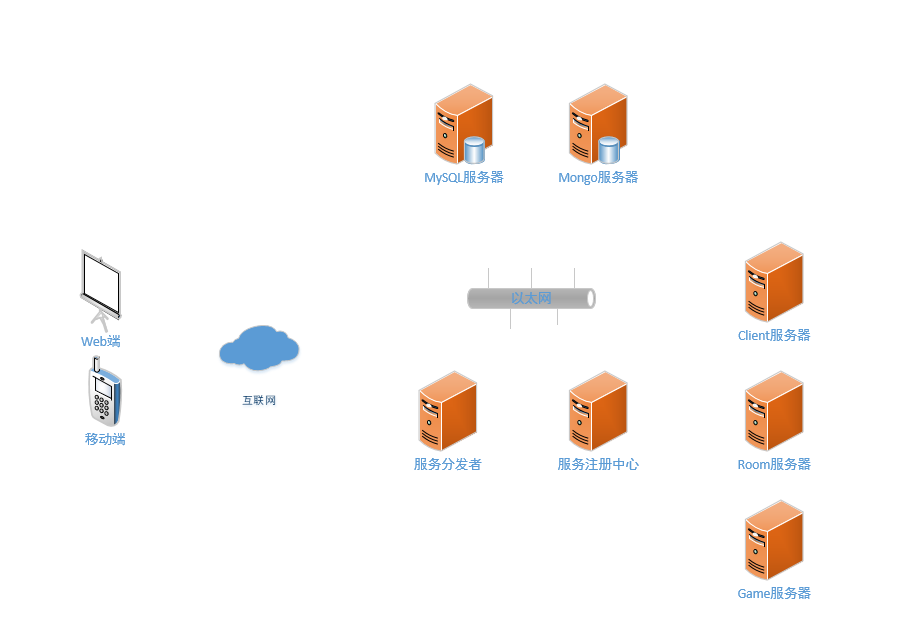 MySQL服务器
Mongo服务器
以太网
Web端
Client服务器
互联网
移动端
服务分发者
服务注册中心
Room服务器
Game服务器